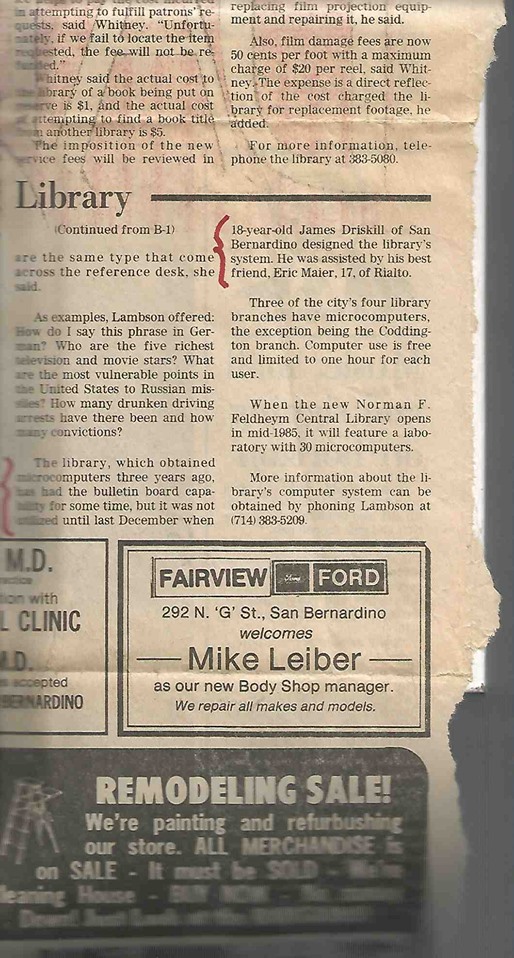 in attempting to fulfill patrons' re-
quests, said Whitney. "Unfortu-
nately, if we fail to locate the item
requested, the fee will not be re-
funded."
Whitney said the actual cost to
the library of a book being put on
reserve is $1, and the actual cost
of attempting to find a book title
from another library is $5.
The imposition of the new
service fees will be reviewed in
replacing film projection equip-
ment and repairing it, he said.
Also, film damage fees are now
50 cents per foot with a maximum
charge of $20 per reel, said Whit-
ney. The expense is a direct reflec-
tion of the cost charged the li-
brary for replacement footage, he
added.
For more information, tele-
phone the library at 383-5080.
Library
(Continued from B-1)
are the same type that come
across the reference desk, she
said.
As examples, Lambson offered:
How do I say this phrase in Ger-
man? Who are the five richest
television and movie stars? What
are the most vulnerable points in
the United States to Russian mis-
siles? How many drunken driving
arrests have there been and how
many convictions?
The library, which obtained
microcomputers three years ago,
has had the bulletin board capa-
bility for some time, but it was not
utilized until last December when
18-year-old James Driskill of San
Bernardino designed the library's
system. He was assisted by his best
friend, Eric Maier, 17, of Rialto.
Three of the city's four library
branches have microcomputers,
the exception being the Codding-
ton branch. Computer use is free
and limited to one hour for each
user.
When the new Norman F.
Feldheym Central Library opens
in mid-1985, it will feature a labo-
ratory with 30 microcomputers.
More information about the li-
brary's computer system can be
obtained by phoning Lambson at
(714) 383-5209.
M.D.
with
CLINIC
M.D.
accepted
BERNARDINO
FAIRVIEW Ford FORD
292 N. 'G' St., San Bernardino
welcomes
Mike Leiber
as our new Body Shop manager.
We repair all makes and models.
REMODELING SALE!
We're painting and refurbushing
our store. ALL MERCHANDISE is
on SALE - It must be SOLD - We're
House - BUY NOW -